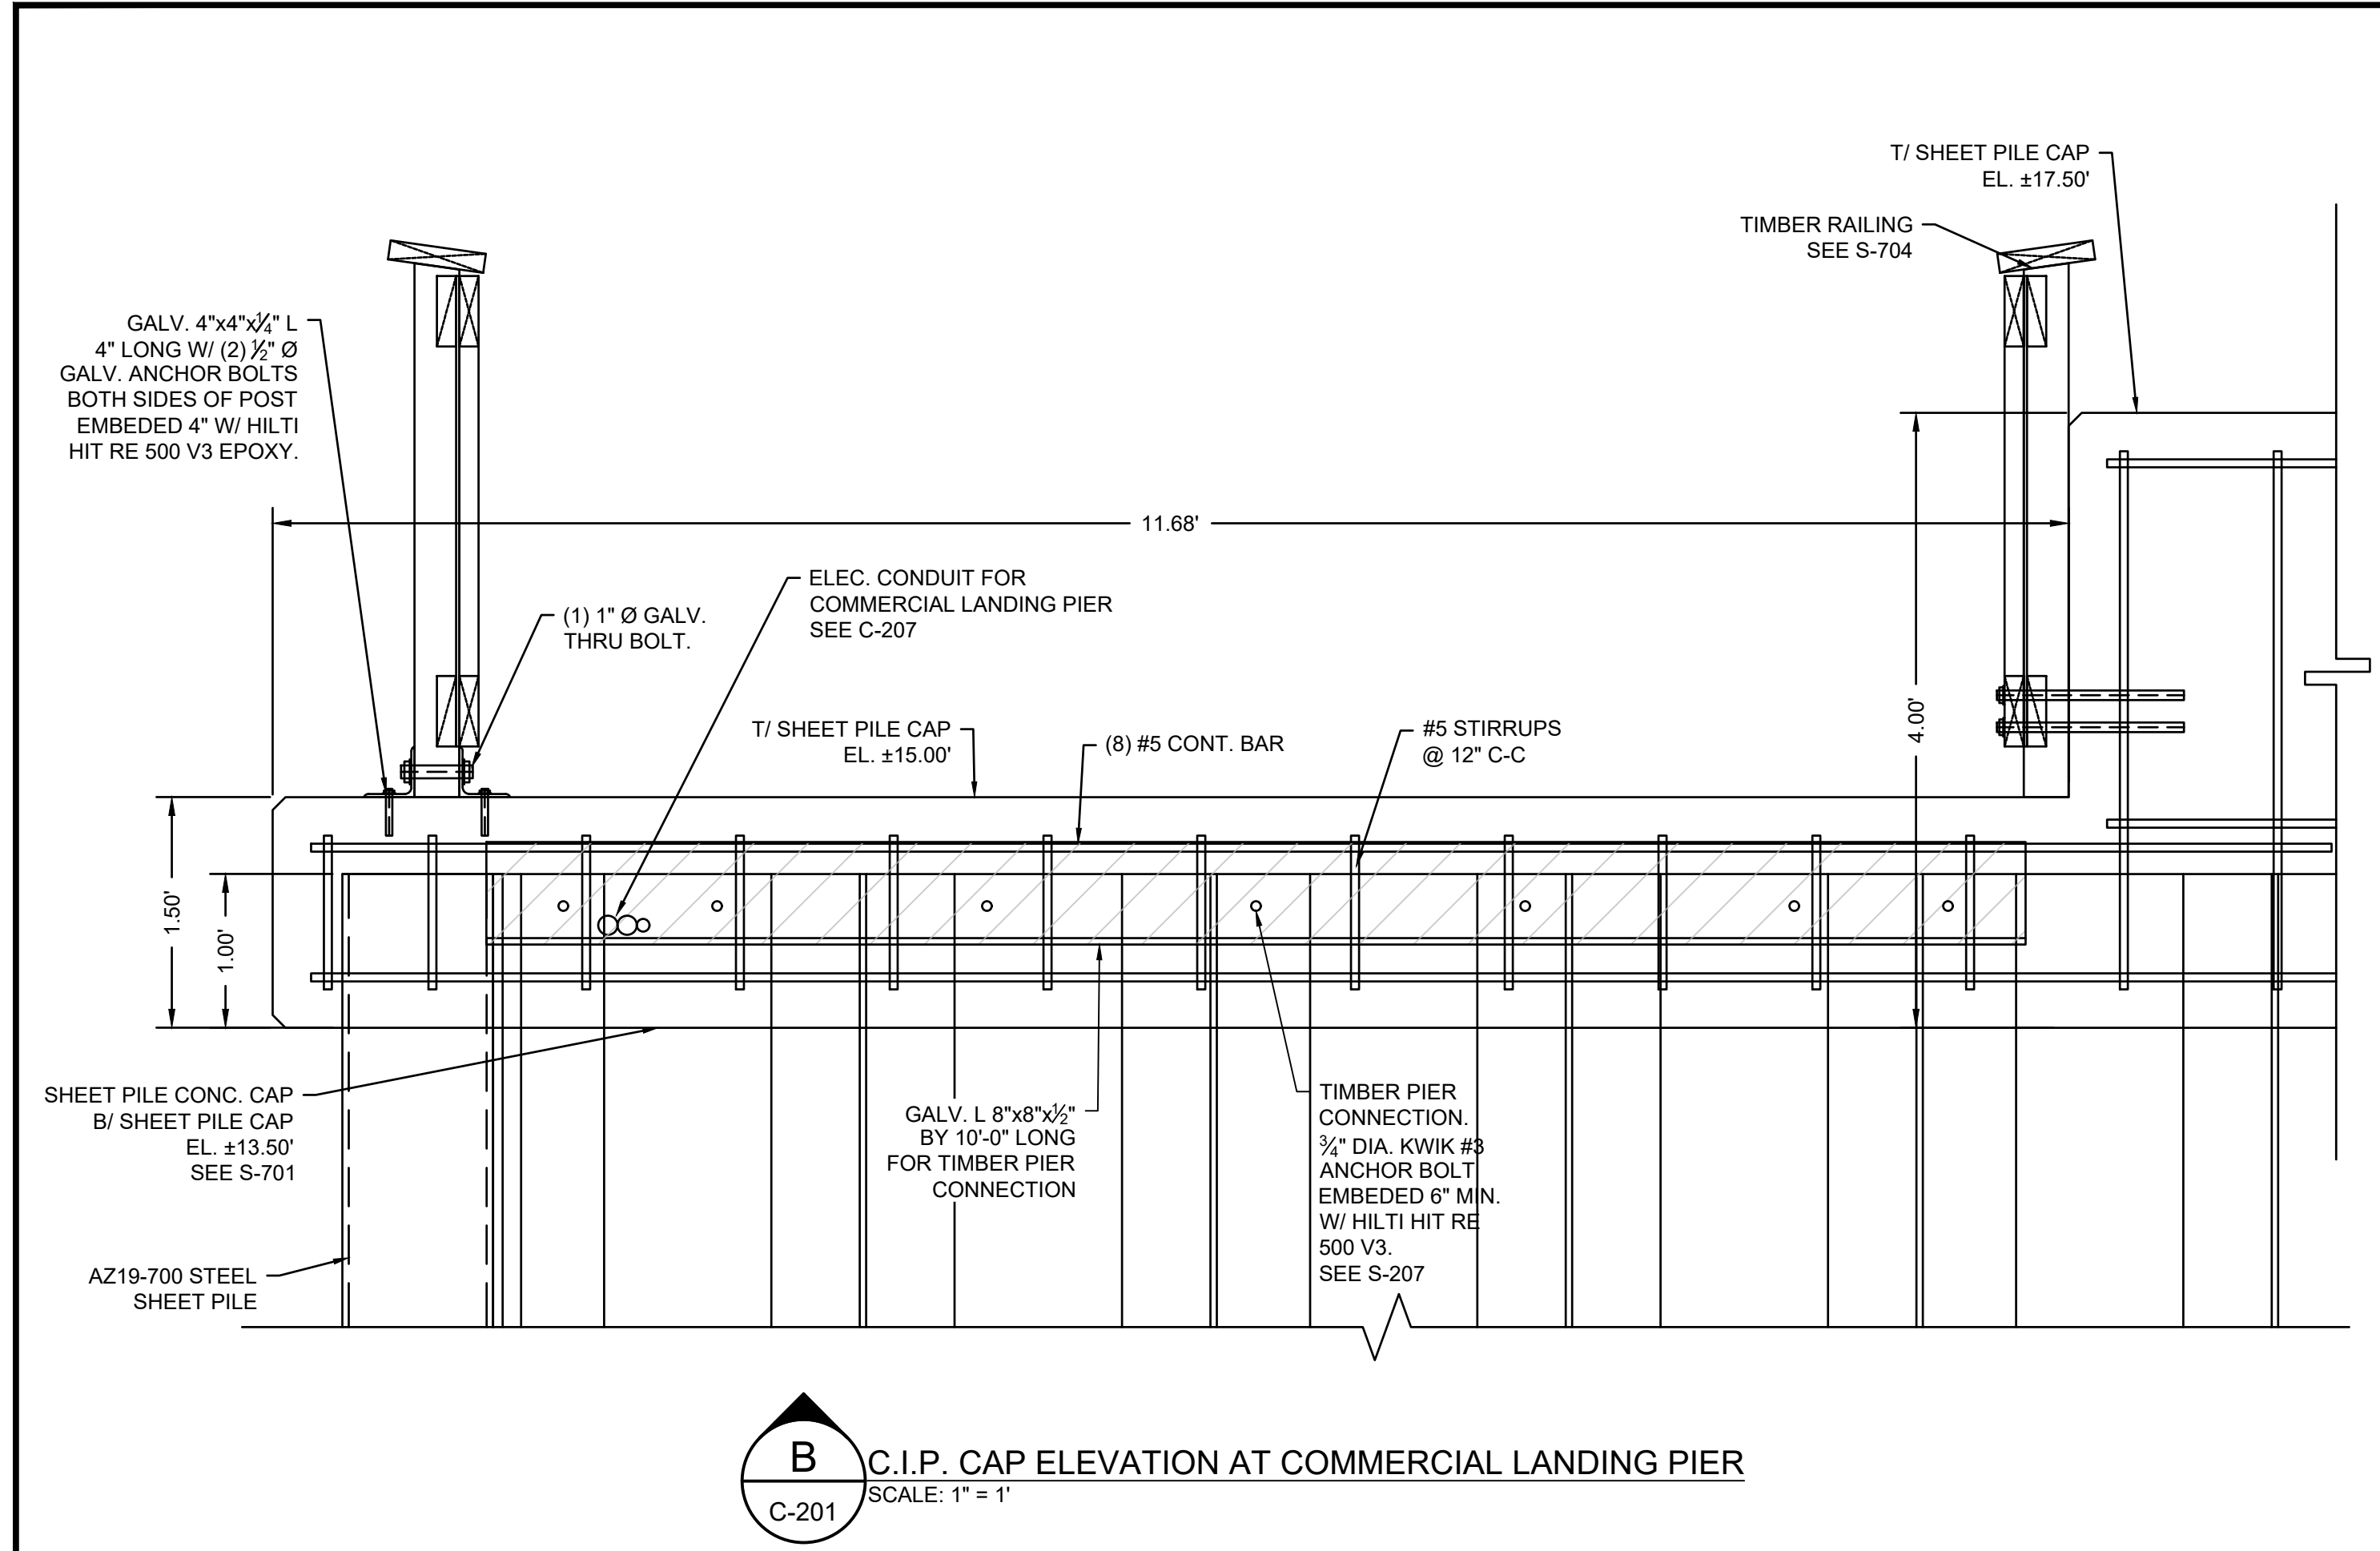 T/ SHEET PILE CAP
EL. ±17.50'
TIMBER RAILING
SEE S-704
GALV. 4"x4"x¼" L
4" LONG W/ (2) ½" Ø
GALV. ANCHOR BOLTS
BOTH SIDES OF POST
EMBEDED 4" W/ HILTI
HIT RE 500 V3 EPOXY.
11.68'
ELEC. CONDUIT FOR
COMMERCIAL LANDING PIER
SEE C-207
(1) 1" Ø GALV.
THRU BOLT.
T/ SHEET PILE CAP
EL. ±15.00'
(8) #5 CONT. BAR
#5 STIRRUPS
@ 12" C-C
4.00'
1.50'
1.00'
SHEET PILE CONC. CAP
B/ SHEET PILE CAP
EL. ±13.50'
SEE S-701
GALV. L 8"x8"x½"
BY 10'-0" LONG
FOR TIMBER PIER
CONNECTION
TIMBER PIER
CONNECTION.
¾" DIA. KWIK #3
ANCHOR BOLT
EMBEDED 6" MIN.
W/ HILTI HIT RE
500 V3.
SEE S-207
AZ19-700 STEEL
SHEET PILE
B
C-201
C.I.P. CAP ELEVATION AT COMMERCIAL LANDING PIER
SCALE: 1" = 1'